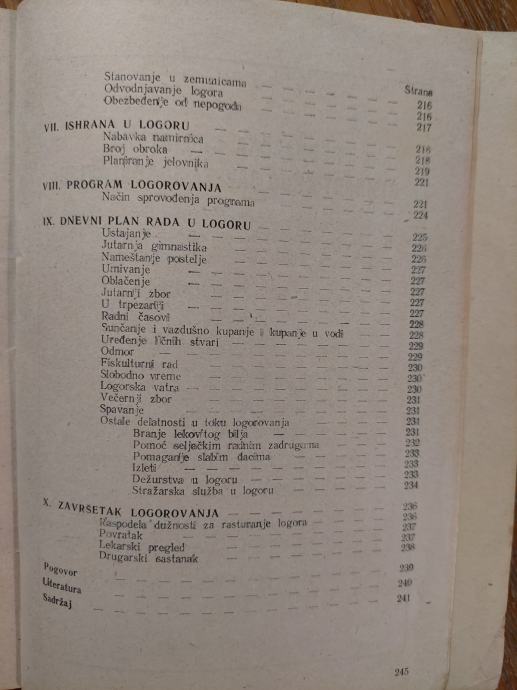 Strana
Stanovanje u zemunicama — 216
Odvodnjavanje logora — 216
Obezbeđenje od nepogoda — 217
VII. ISHRANA U LOGORU — 218
Nabavka namirnica — 218
Broj obroka — 219
Planiranje jelovnika — 221
VIII. PROGRAM LOGOROVANJA — 221
Način sprovođenja programa — 224
IX. DNEVNI PLAN RADA U LOGORU — 225
Ustajanje — 226
Jutarnja gimnastika — 226
Nameštanje postelje — 227
Umivanje — 227
Oblačenje — 227
Jutarnji zbor — 227
U trpezariji — 227
Radni časovi — 228
Sunčanje i vazdušno kupanje i kupanje u vodi — 228
Uređenje ličnih stvari — 229
Odmor — 229
Fiskulturni rad — 230
Slobodno vreme — 230
Logorska vatra — 230
Večernji zbor — 231
Spavanje — 231
Ostale delatnosti u toku logorovanja — 231
Branje lekovitog bilja — 231
Pomoć seljačkim radnim zadrugama — 232
Pomaganje slabim đacima — 233
Izleti — 233
Dežurstva u logoru — 233
Stražarska služba u logoru — 234
X. ZAVRŠETAK LOGOROVANJA — 236
Raspodela dužnosti za rasturanje logora — 236
Povratak — 237
Lekarski pregled — 237
Drugarski sastanak — 238
Pogovor — 239
Literatura — 240
Sadržaj — 241
245